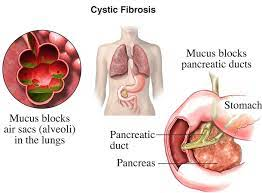 Cystic Fibrosis
Mucus blocks
pancreatic ducts
Stomach
Mucus blocks
air sacs (alveoli)
in the lungs
Pancreatic
duct
Pancreas